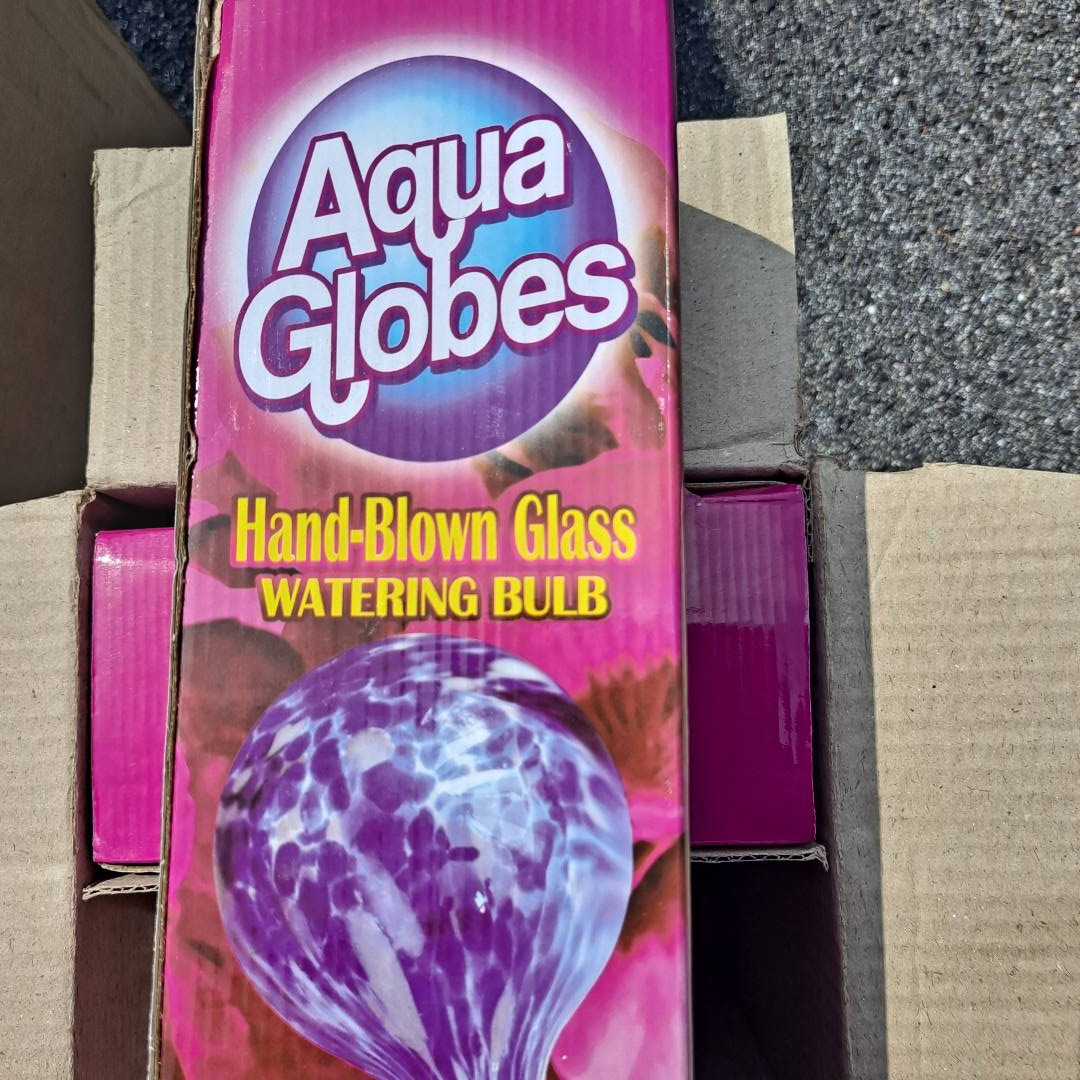 Aqua
Globes
Hand-Blown Glass
WATERING BULB